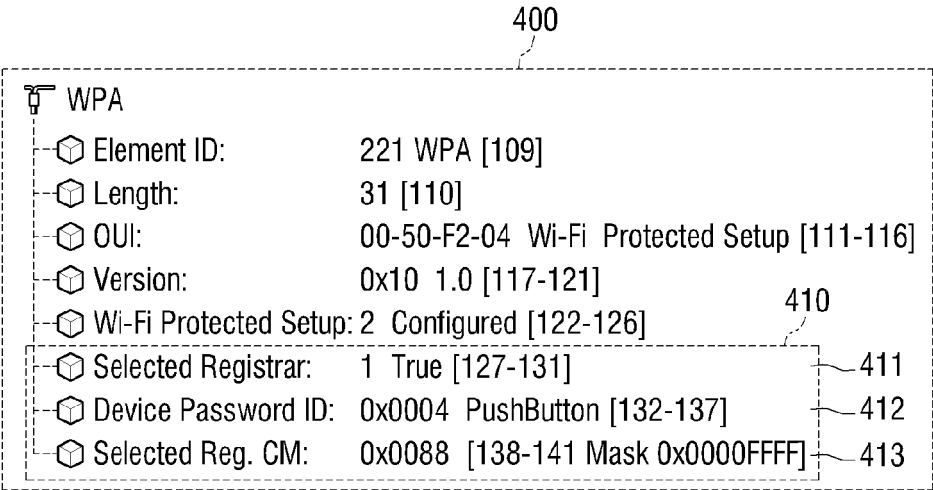 400
WPA
Element ID: 221 WPA [109]
Length: 31 [110]
OUI: 00-50-F2-04 Wi-Fi Protected Setup [111-116]
Version: 0x10 1.0 [117-121]
410
Wi-Fi Protected Setup: 2 Configured [122-126]
Selected Registrar: 1 True [127-131] 411
Device Password ID: 0x0004 PushButton [132-137] 412
Selected Reg. CM: 0x0088 [138-141 Mask 0x0000FFFF] 413